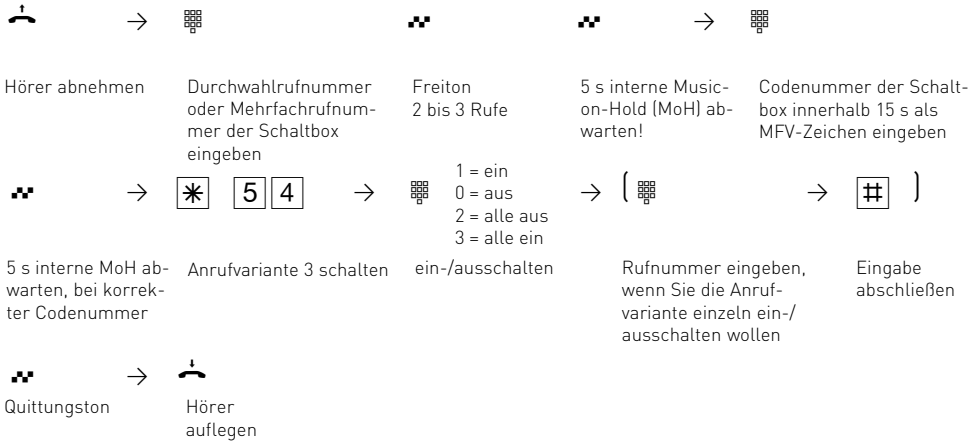 Hörer abnehmen
Durchwahlrufnummer
oder Mehrfachrufnum-
mer der Schaltbox
eingeben
Freiton
2 bis 3 Rufe
5 s interne Music-
on-Hold (MoH) ab-
warten!
Codenummer der Schalt-
box innerhalb 15 s als
MFV-Zeichen eingeben
* 5 4
1 = ein
0 = aus
2 = alle aus
3 = alle ein
( # )
5 s interne MoH ab-
warten, bei korrek-
ter Codenummer
Anrufvariante 3 schalten
ein-/ausschalten
Rufnummer eingeben,
wenn Sie die Anruf-
variante einzeln ein-/
ausschalten wollen
Eingabe
abschließen
Quittungston
Hörer
auflegen